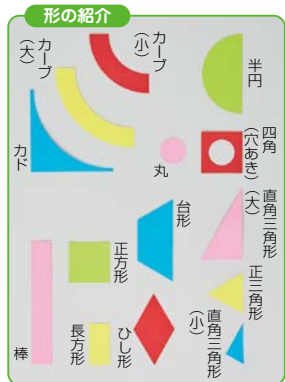 形の紹介
カーブ
(大)
カーブ
(小)
半円
カド
丸
四角
(穴あき)
直角三角形
(大)
台形
正方形
正三角形
直角三角形
(小)
ひし形
長方形
棒